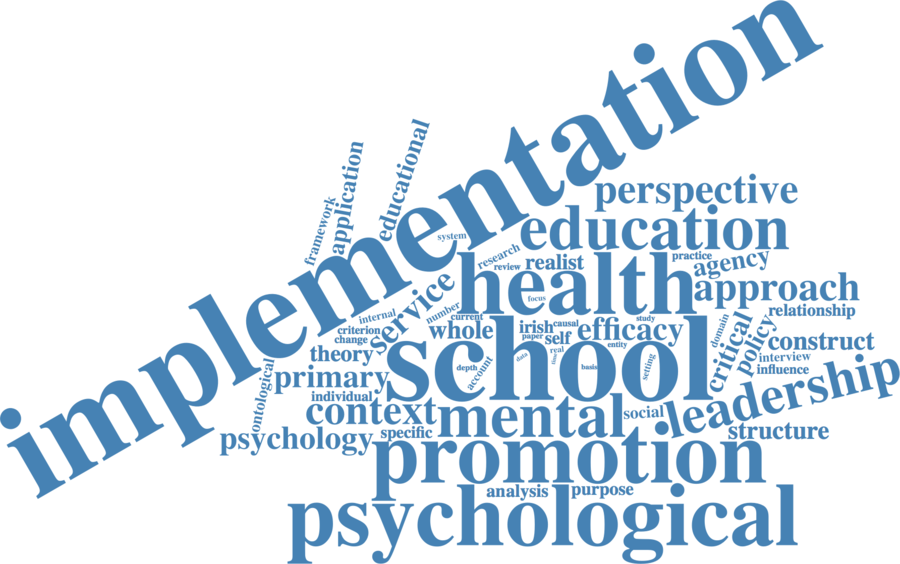 implementation
educational
application
framework
perspective
education
system
research
review
realist
practice
agency
health
focus
approach
service
number
internal
current
relationship
criterion
change
whole
irish
causal
paper
self
efficacy
study
entity
domain
critical
policy
construct
interview
influence
theory
school
depth
account
data
real
time
basis
setting
primary
ontological
individual
context
mental
social
leadership
structure
psychology
specific
promotion
analysis
purpose
psychological